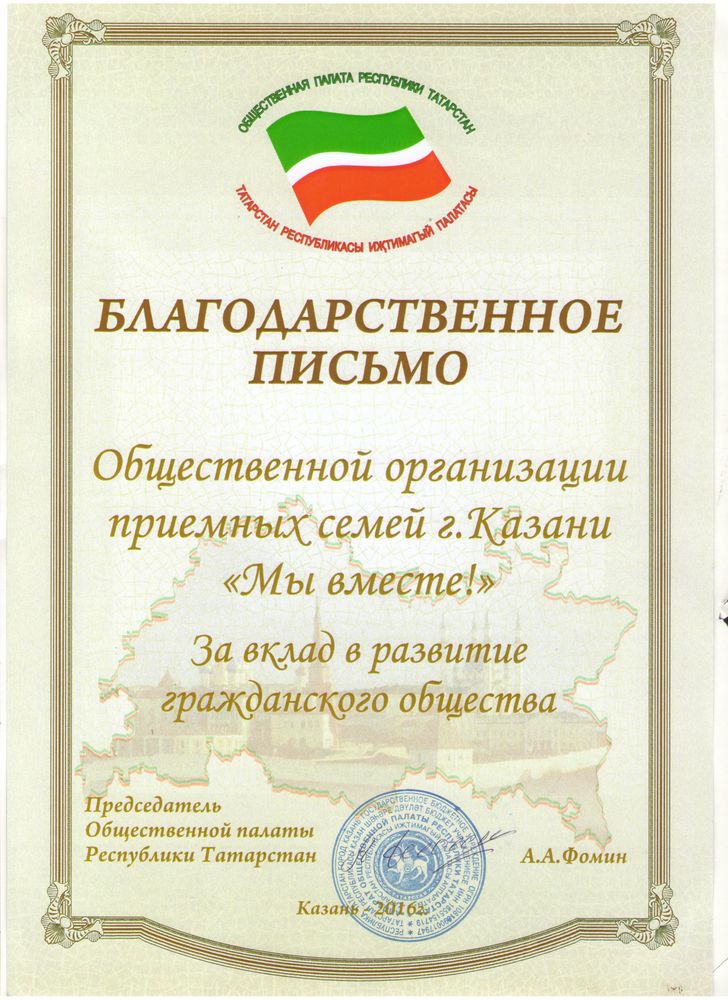 ОБЩЕСТВЕННАЯ ПАЛАТА РЕСПУБЛИКИ ТАТАРСТАН
ТАТАРСТАН РЕСПУБЛИКАСЫ ИҖТИМАГЫЙ ПАЛАТАСЫ
БЛАГОДАРСТВЕННОЕ
ПИСЬМО
Общественной организации
приемных семей г.Казани
«Мы вместе!»
За вклад в развитие
гражданского общества
Председатель
Общественной палаты
Республики Татарстан
А.А.Фомин
Казань - 2016г.